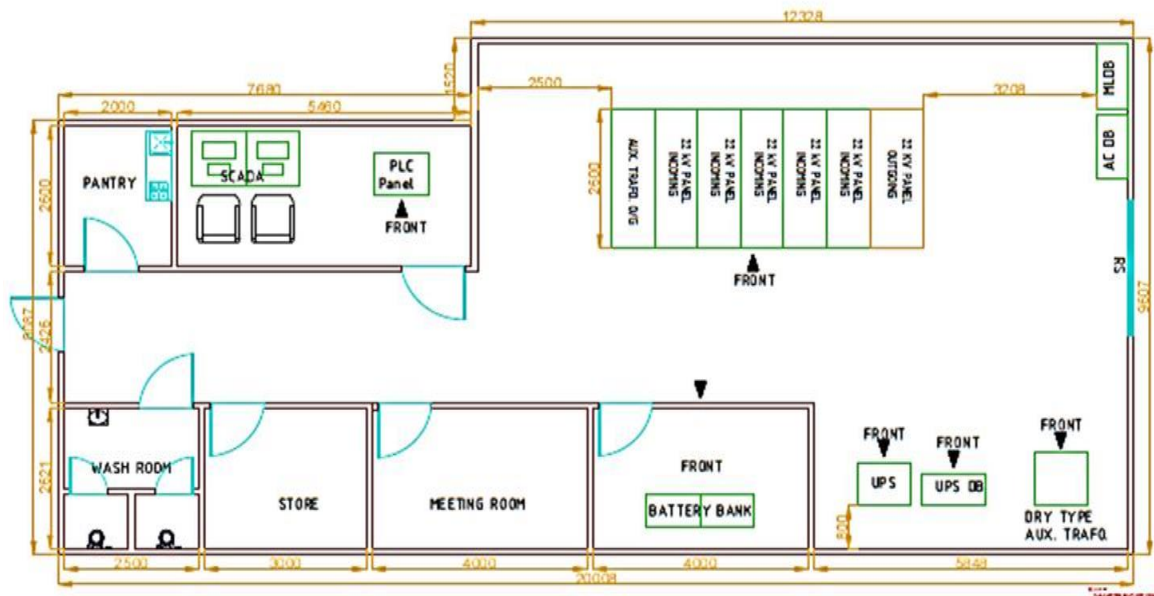 12328
1520
7680
2500
3208
2000
5460
MLDB
AC DB
2600
PANTRY
SCADA
PLC
Panel
FRONT
2500
AUX. TRAFO. O/G
22 KV PANEL
INCOMING
22 KV PANEL
INCOMING
22 KV PANEL
INCOMING
22 KV PANEL
INCOMING
22 KV PANEL
INCOMING
22 KV PANEL
OUTGOING
FRONT
RS
9607
2426
2621
WASH ROOM
STORE
MEETING ROOM
FRONT
BATTERY BANK
FRONT
UPS
FRONT
UPS DB
FRONT
DRY TYPE
AUX. TRAFO.
800
2500
3000
4000
4000
5848
20008